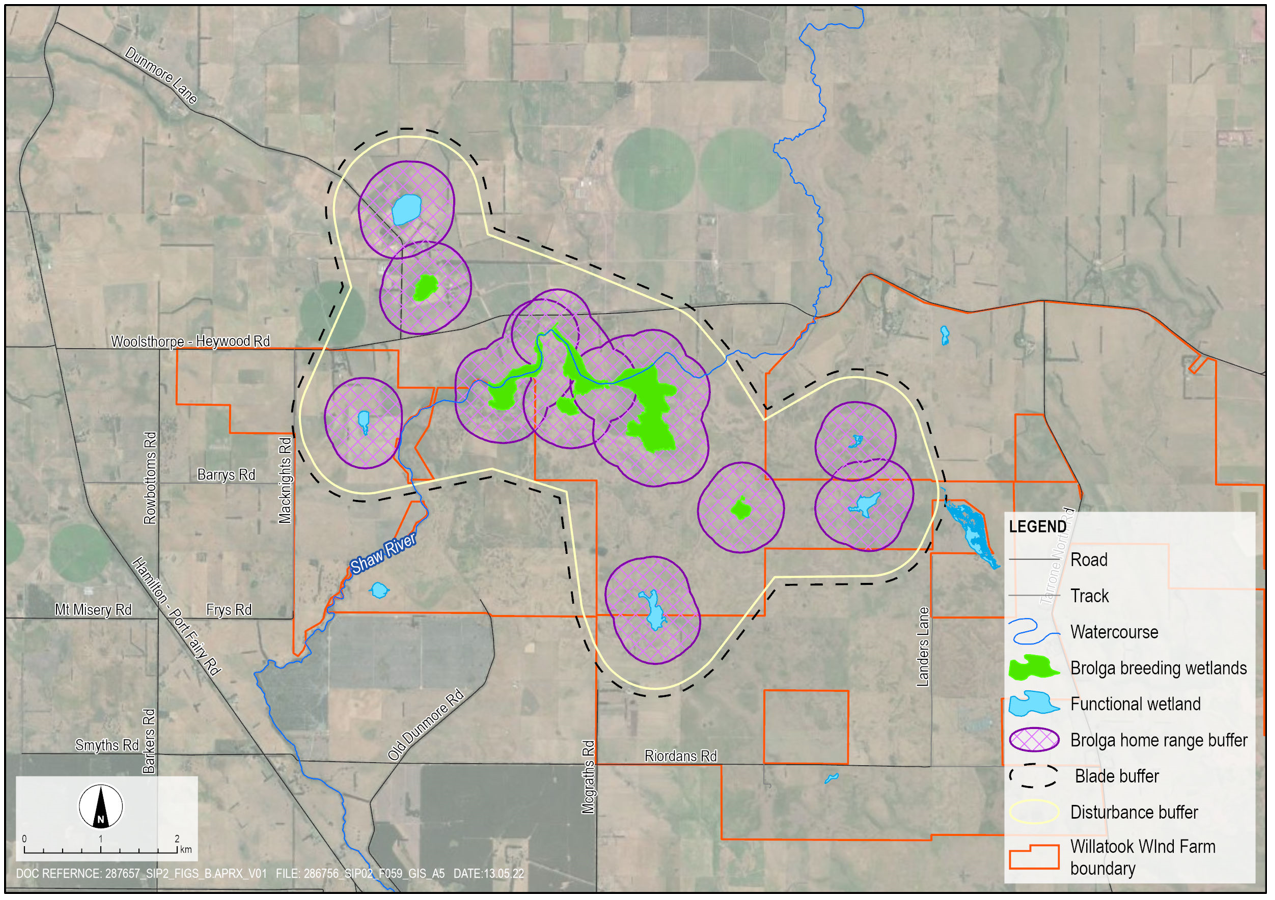 Dunmore Lane
Woolsthorpe - Heywood Rd
Rowbottoms Rd
Barrys Rd
Macknights Rd
Shaw River
Hamilton - Port Fairy Rd
Mt Misery Rd
Frys Rd
Landers Lane
Old Dunmore Rd
Barkers Rd
Smyths Rd
Mcgraths Rd
Riordans Rd
Tarrone North Rd
LEGEND
Road
Track
Watercourse
Brolga breeding wetlands
Functional wetland
Brolga home range buffer
Blade buffer
Disturbance buffer
Willatook WInd Farm
boundary
N
0 1 2
km
DOC REFERNCE: 287657_SIP2_FIGS_B.APRX_V01 FILE: 286756_SIP02_F059_GIS_A5 DATE:13.05.22